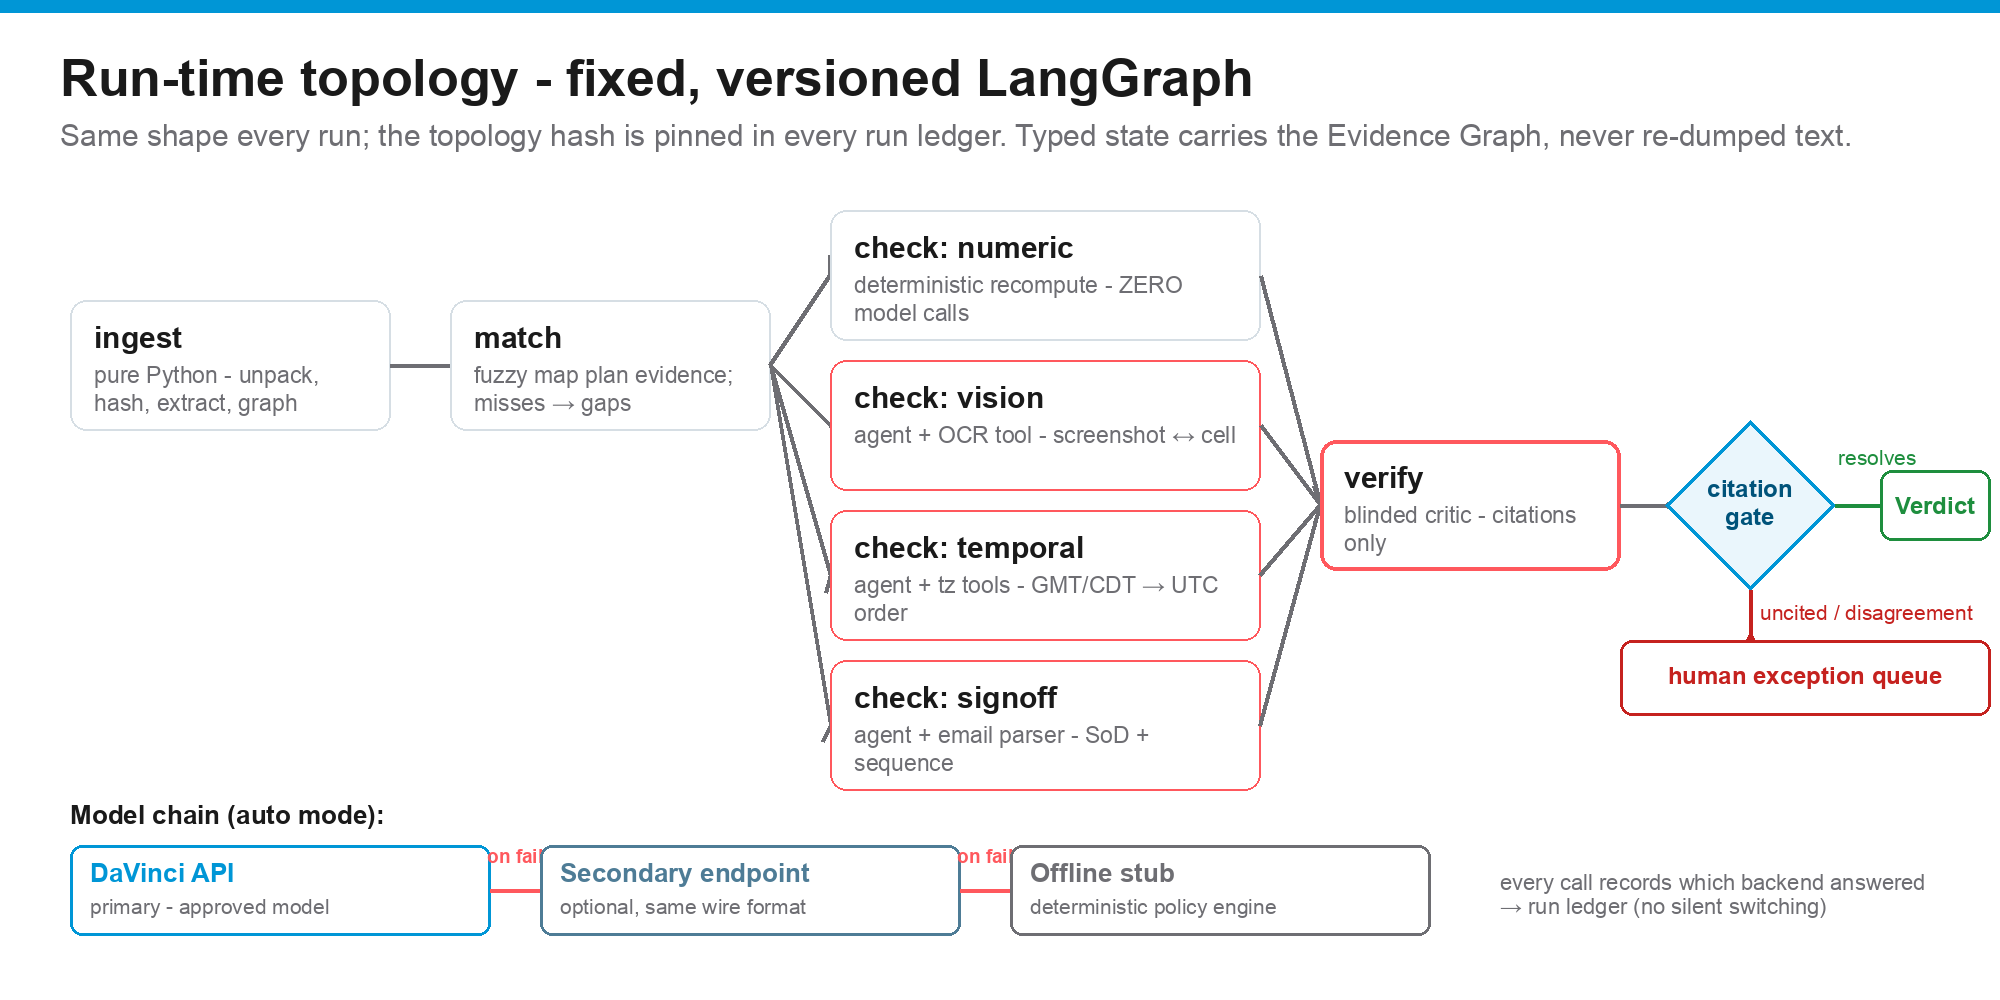 Run-time topology - fixed, versioned LangGraph
Same shape every run; the topology hash is pinned in every run ledger. Typed state carries the Evidence Graph, never re-dumped text.
ingest
pure Python - unpack,
hash, extract, graph
match
fuzzy map plan evidence;
misses → gaps
check: numeric
deterministic recompute - ZERO
model calls
check: vision
agent + OCR tool - screenshot ↔ cell
check: temporal
agent + tz tools - GMT/CDT → UTC
order
check: signoff
agent + email parser - SoD +
sequence
verify
blinded critic - citations
only
citation
gate
resolves
Verdict
uncited / disagreement
human exception queue
Model chain (auto mode):
DaVinci API
primary - approved model
on fail
Secondary endpoint
optional, same wire format
on fail
Offline stub
deterministic policy engine
every call records which backend answered
→ run ledger (no silent switching)